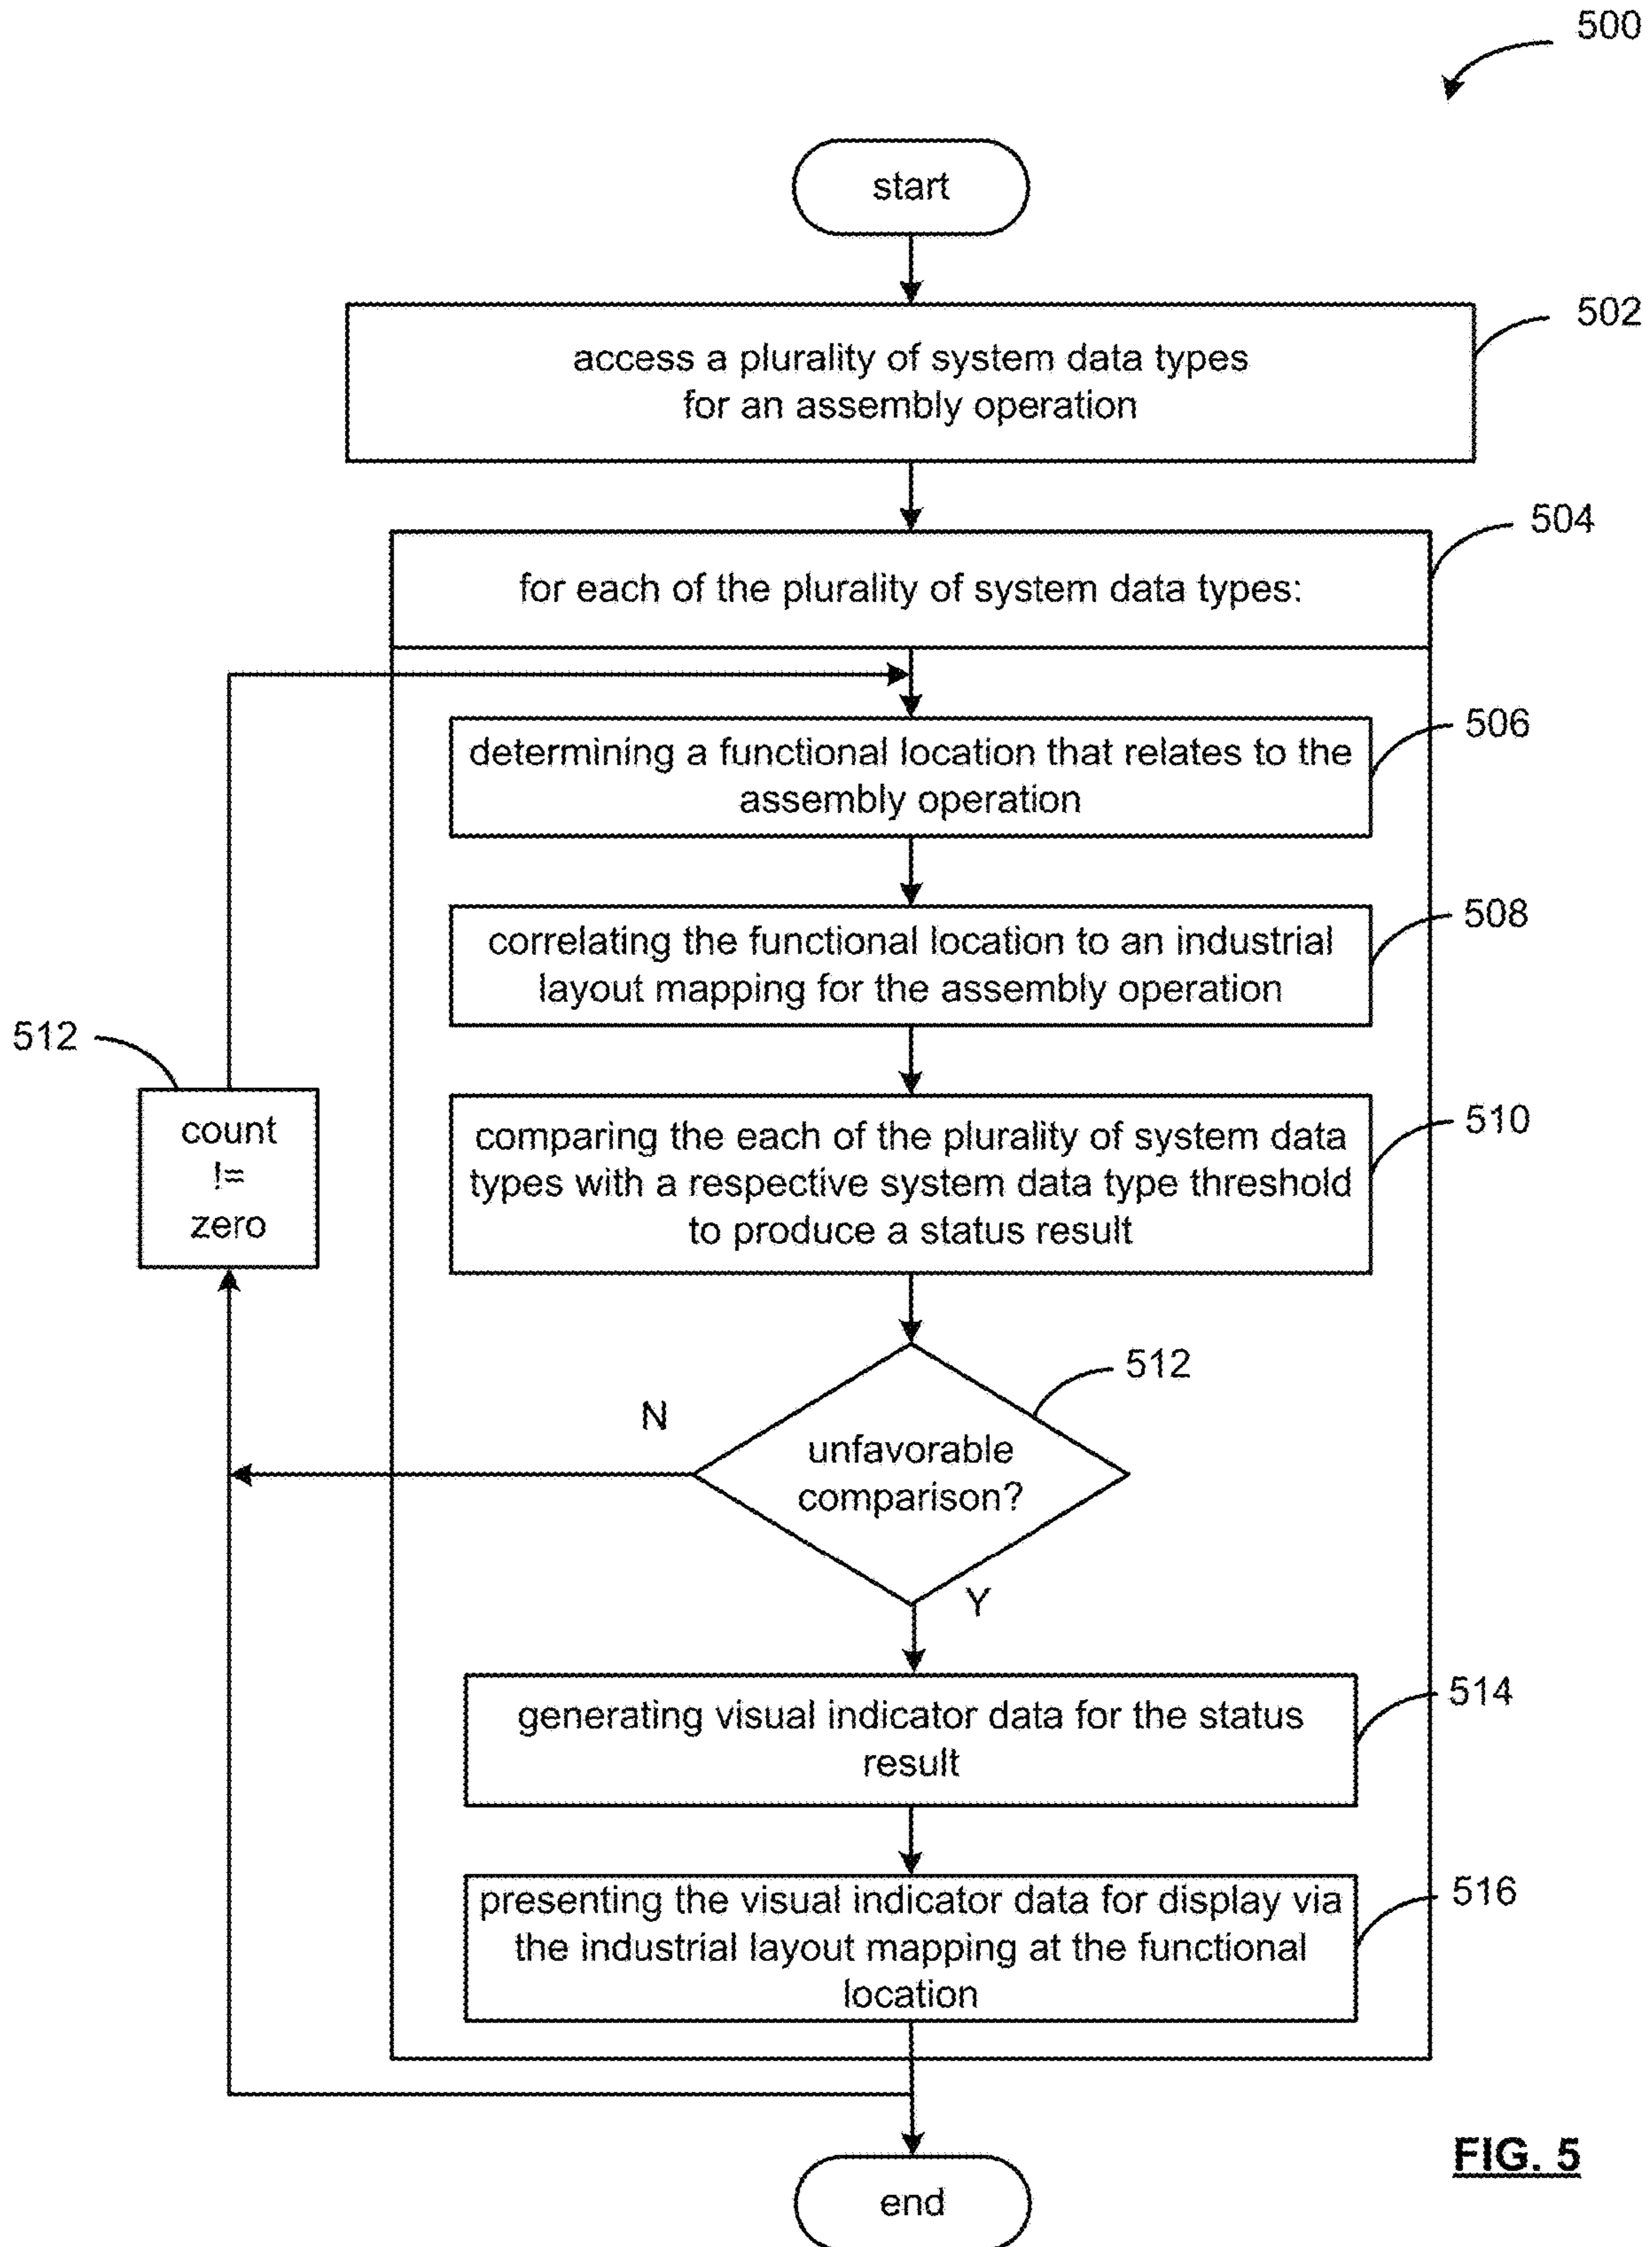 500
start
502
access a plurality of system data types
for an assembly operation
504
for each of the plurality of system data types:
506
determining a functional location that relates to the
assembly operation
508
correlating the functional location to an industrial
layout mapping for the assembly operation
512
count
!=
zero
510
comparing the each of the plurality of system data
types with a respective system data type threshold
to produce a status result
512
N
unfavorable
comparison?
Y
514
generating visual indicator data for the status
result
516
presenting the visual indicator data for display via
the industrial layout mapping at the functional
location
FIG. 5
end